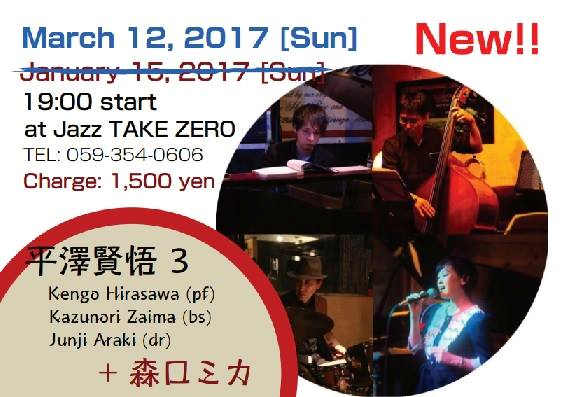 March 12, 2017 [Sun]
New!!
January 15, 2017 [Sun]
19:00 start
at Jazz TAKE ZERO
TEL: 059-354-0606
Charge: 1,500 yen
平澤賢悟 3
Kengo Hirasawa (pf)
Kazunori Zaima (bs)
Junji Araki (dr)
+ 森口ミカ